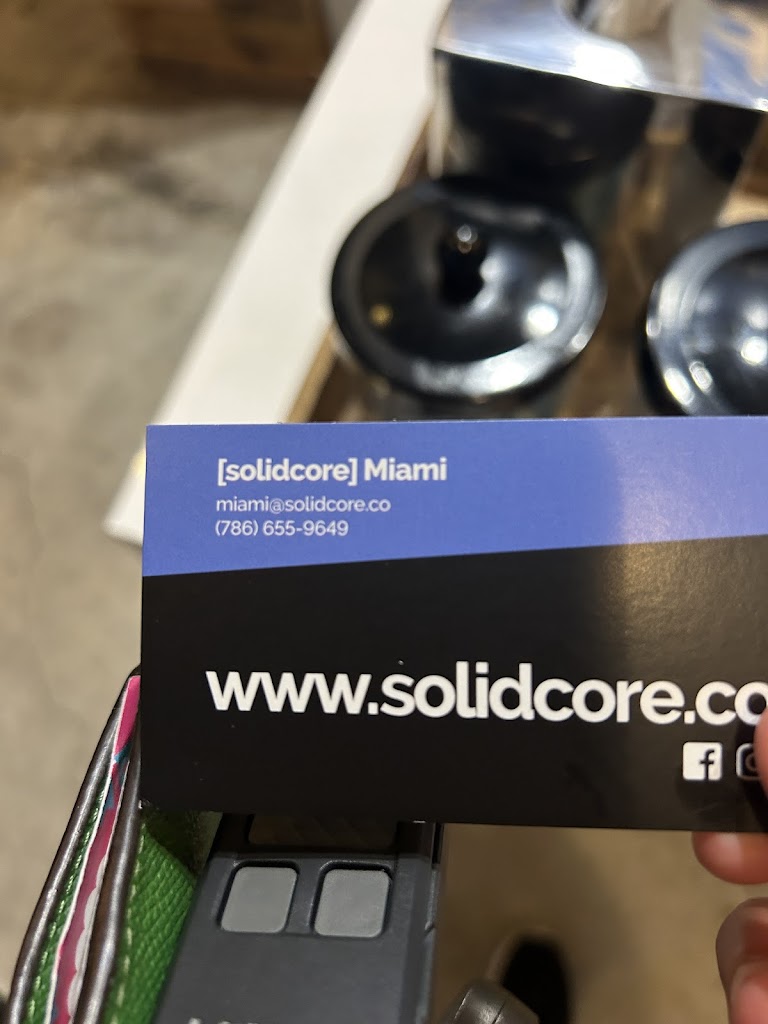 [solidcore] Miami
miami@solidcore.co
(786) 655-9649
www.solidcore.co